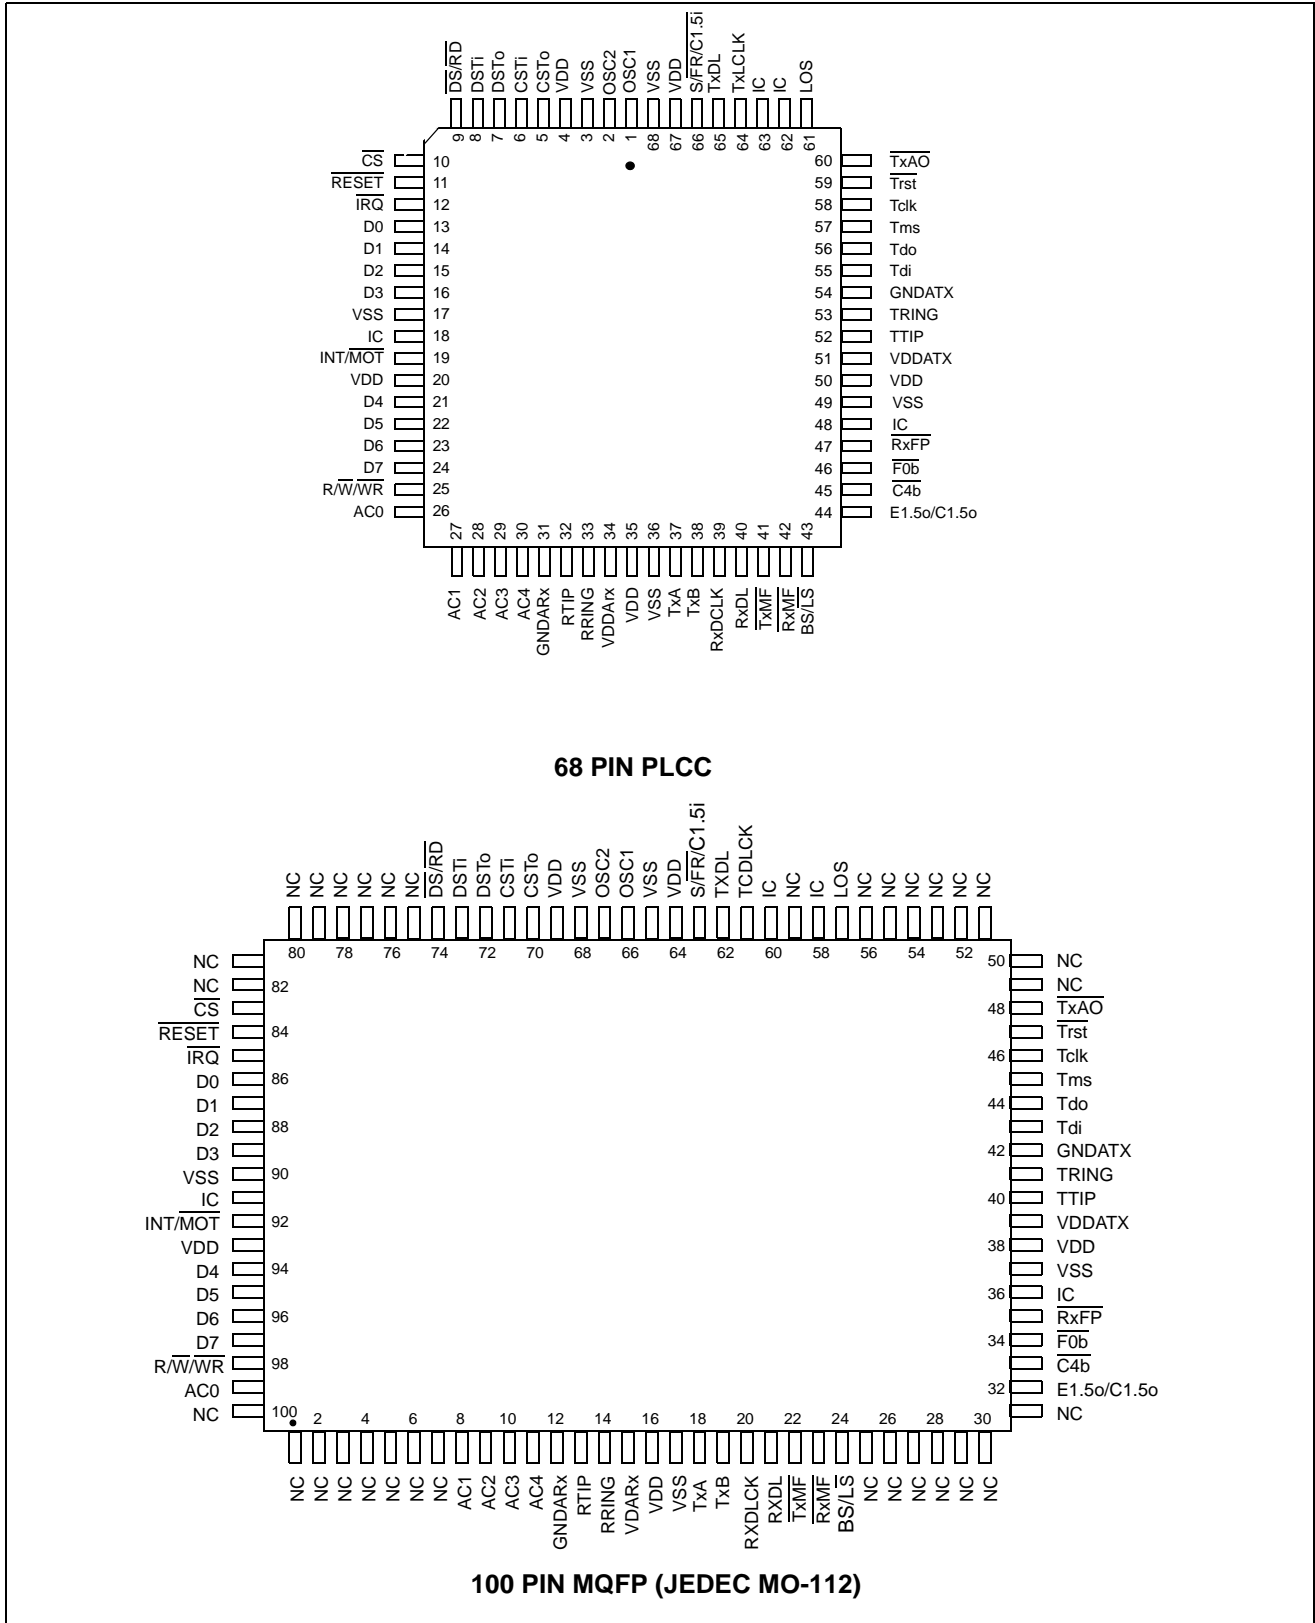 DS/RD
DSTi
DSTo
CSTi
CSTo
VDD
VSS
OSC2
OSC1
VSS
VDD
S/FR/C1.5i
TxDL
TxLCLK
IC
IC
LOS
9 8 7 6 5 4 3 2 1 68 67 66 65 64 63 62 61
CS 10
RESET 11
IRQ 12
D0 13
D1 14
D2 15
D3 16
VSS 17
IC 18
INT/MOT 19
VDD 20
D4 21
D5 22
D6 23
D7 24
R/W/WR 25
AC0 26
60 TxAO
59 Trst
58 Tclk
57 Tms
56 Tdo
55 Tdi
54 GNDATX
53 TRING
52 TTIP
51 VDDATX
50 VDD
49 VSS
48 IC
47 RxFP
46 F0b
45 C4b
44 E1.5o/C1.5o
27 28 29 30 31 32 33 34 35 36 37 38 39 40 41 42 43
AC1
AC2
AC3
AC4
GNDARx
RTIP
RRING
VDDArx
VDD
VSS
TxA
TxB
RxDCLK
RxDL
TxMF
RxMF
BS/LS
68 PIN PLCC
NC
NC
NC
NC
NC
NC
DS/RD
DSTi
DSTo
CSTi
CSTo
VDD
VSS
OSC2
OSC1
VSS
VDD
S/FR/C1.5i
TXDL
TCDLCK
IC
NC
IC
LOS
NC
NC
NC
NC
NC
NC
80 78 76 74 72 70 68 66 64 62 60 58 56 54 52
NC
NC 82
CS
RESET 84
IRQ
D0 86
D1
D2 88
D3
VSS 90
IC
INT/MOT 92
VDD
D4 94
D5
D6 96
D7
R/W/WR 98
AC0
NC 100
50 NC
NC
48 TxAO
Trst
46 Tclk
Tms
44 Tdo
Tdi
42 GNDATX
TRING
40 TTIP
VDDATX
38 VDD
VSS
36 IC
RxFP
34 F0b
C4b
32 E1.5o/C1.5o
NC
2 4 6 8 10 12 14 16 18 20 22 24 26 28 30
NC
NC
NC
NC
NC
NC
NC
AC1
AC2
AC3
AC4
GNDARx
RTIP
RRING
VDARx
VDD
VSS
TxA
TxB
RXDLCK
RXDL
TxMF
RxMF
BS/LS
NC
NC
NC
NC
NC
NC
100 PIN MQFP (JEDEC MO-112)